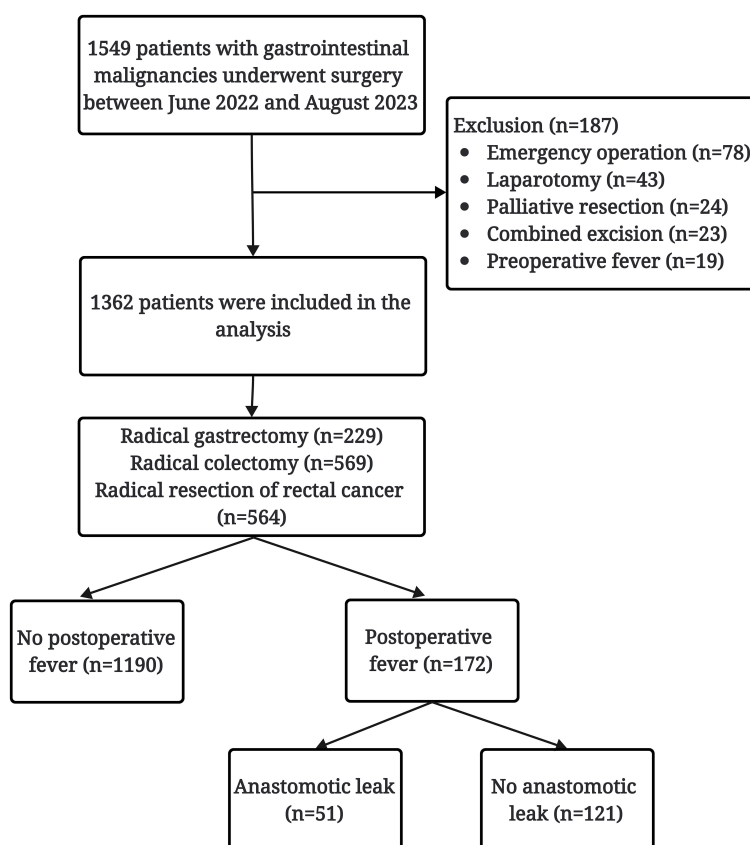 1549 patients with gastrointestinal
malignancies underwent surgery
between June 2022 and August 2023
Exclusion (n=187)
• Emergency operation (n=78)
• Laparotomy (n=43)
• Palliative resection (n=24)
• Combined excision (n=23)
• Preoperative fever (n=19)
1362 patients were included in the
analysis
Radical gastrectomy (n=229)
Radical colectomy (n=569)
Radical resection of rectal cancer
(n=564)
No postoperative
fever (n=1190)
Postoperative
fever (n=172)
Anastomotic leak
(n=51)
No anastomotic
leak (n=121)